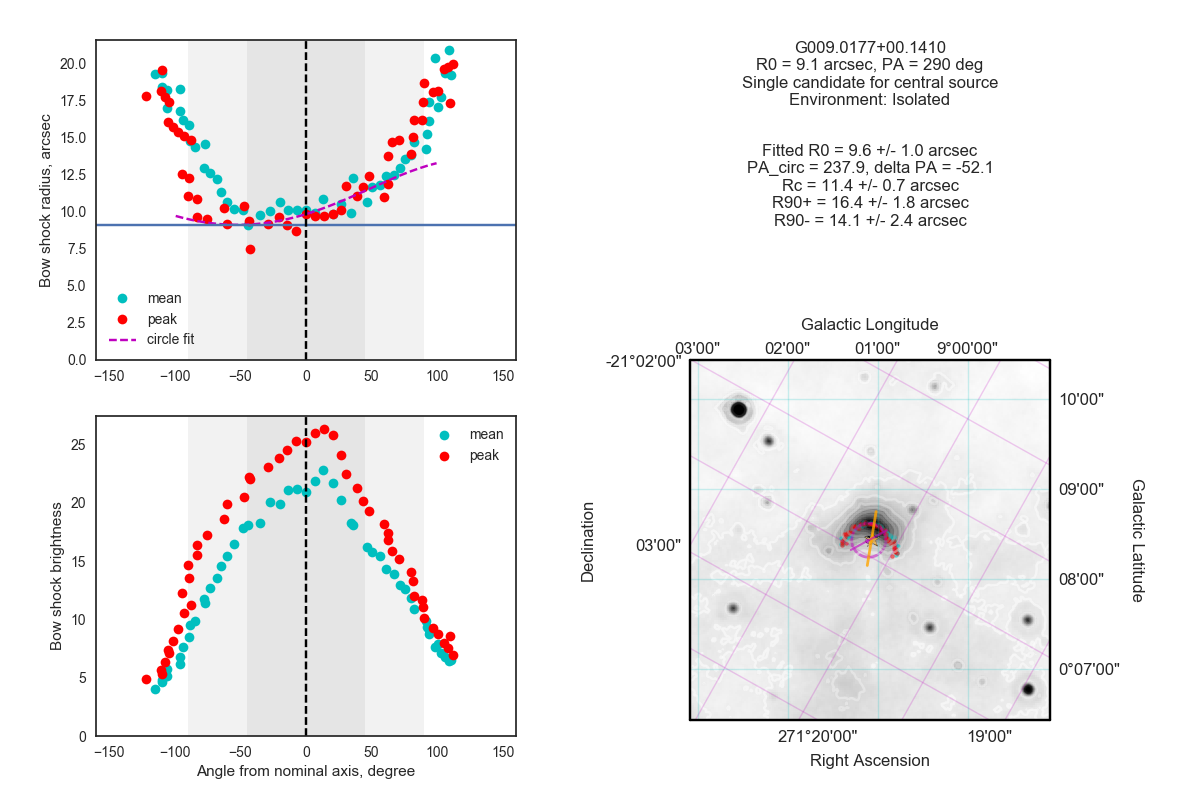 G009.0177+00.1410
R0 = 9.1 arcsec, PA = 290 deg
Single candidate for central source
Environment: Isolated
Fitted R0 = 9.6 +/- 1.0 arcsec
PA_circ = 237.9, delta PA = -52.1
Rc = 11.4 +/- 0.7 arcsec
R90+ = 16.4 +/- 1.8 arcsec
R90- = 14.1 +/- 2.4 arcsec
Bow shock radius, arcsec
20.0
17.5
15.0
12.5
10.0
7.5
5.0
2.5
0.0
mean
peak
circle fit
−150 −100 −50 0 50 100 150
Bow shock brightness
25
20
15
10
5
0
mean
peak
−150 −100 −50 0 50 100 150
Angle from nominal axis, degree
Galactic Longitude
03'00" 02'00" 01'00" 9°00'00"
-21°02'00"
03'00"
Declination
10'00"
09'00"
08'00"
0°07'00"
Galactic Latitude
271°20'00" 19'00"
Right Ascension